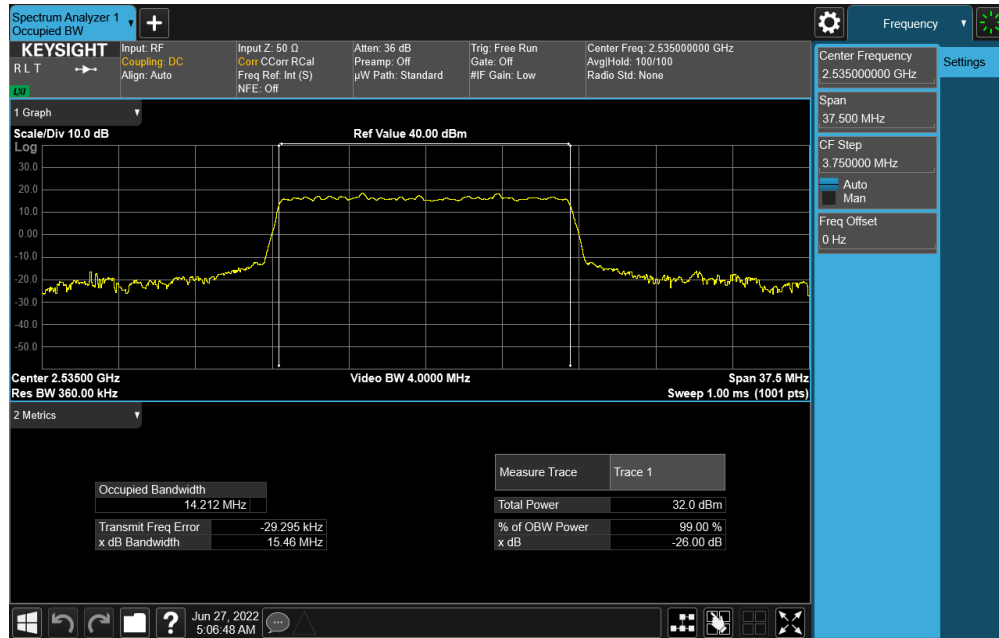 Spectrum Analyzer 1
Occupied BW
+
Frequency
KEYSIGHT
R L T
LXI
Input: RF
Coupling: DC
Align: Auto
Input Z: 50 Ω
Corr CCorr RCal
Freq Ref: Int (S)
NFE: Off
Atten: 36 dB
Preamp: Off
µW Path: Standard
Trig: Free Run
Gate: Off
#IF Gain: Low
Center Freq: 2.535000000 GHz
Avg|Hold: 100/100
Radio Std: None
Center Frequency
2.535000000 GHz
Settings
Span
37.500 MHz
CF Step
3.750000 MHz
Auto
Man
Freq Offset
0 Hz
1 Graph
Scale/Div 10.0 dB
Ref Value 40.00 dBm
Log
30.0
20.0
10.0
0.00
-10.0
-20.0
-30.0
-40.0
-50.0
Center 2.53500 GHz
Video BW 4.0000 MHz
Span 37.5 MHz
Res BW 360.00 kHz
Sweep 1.00 ms (1001 pts)
2 Metrics
Measure Trace Trace 1
Occupied Bandwidth
14.212 MHz
Total Power 32.0 dBm
Transmit Freq Error -29.295 kHz
% of OBW Power 99.00 %
x dB Bandwidth 15.46 MHz
x dB -26.00 dB
?
Jun 27, 2022
5:06:48 AM